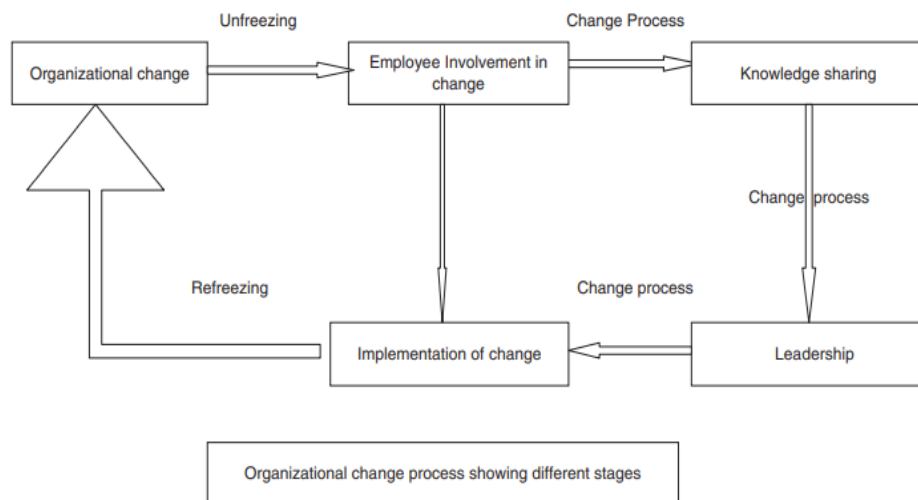 Unfreezing
Change Process
Organizational change
Employee Involvement in
change
Knowledge sharing
Change process
Refreezing
Change process
Implementation of change
Leadership
Organizational change process showing different stages